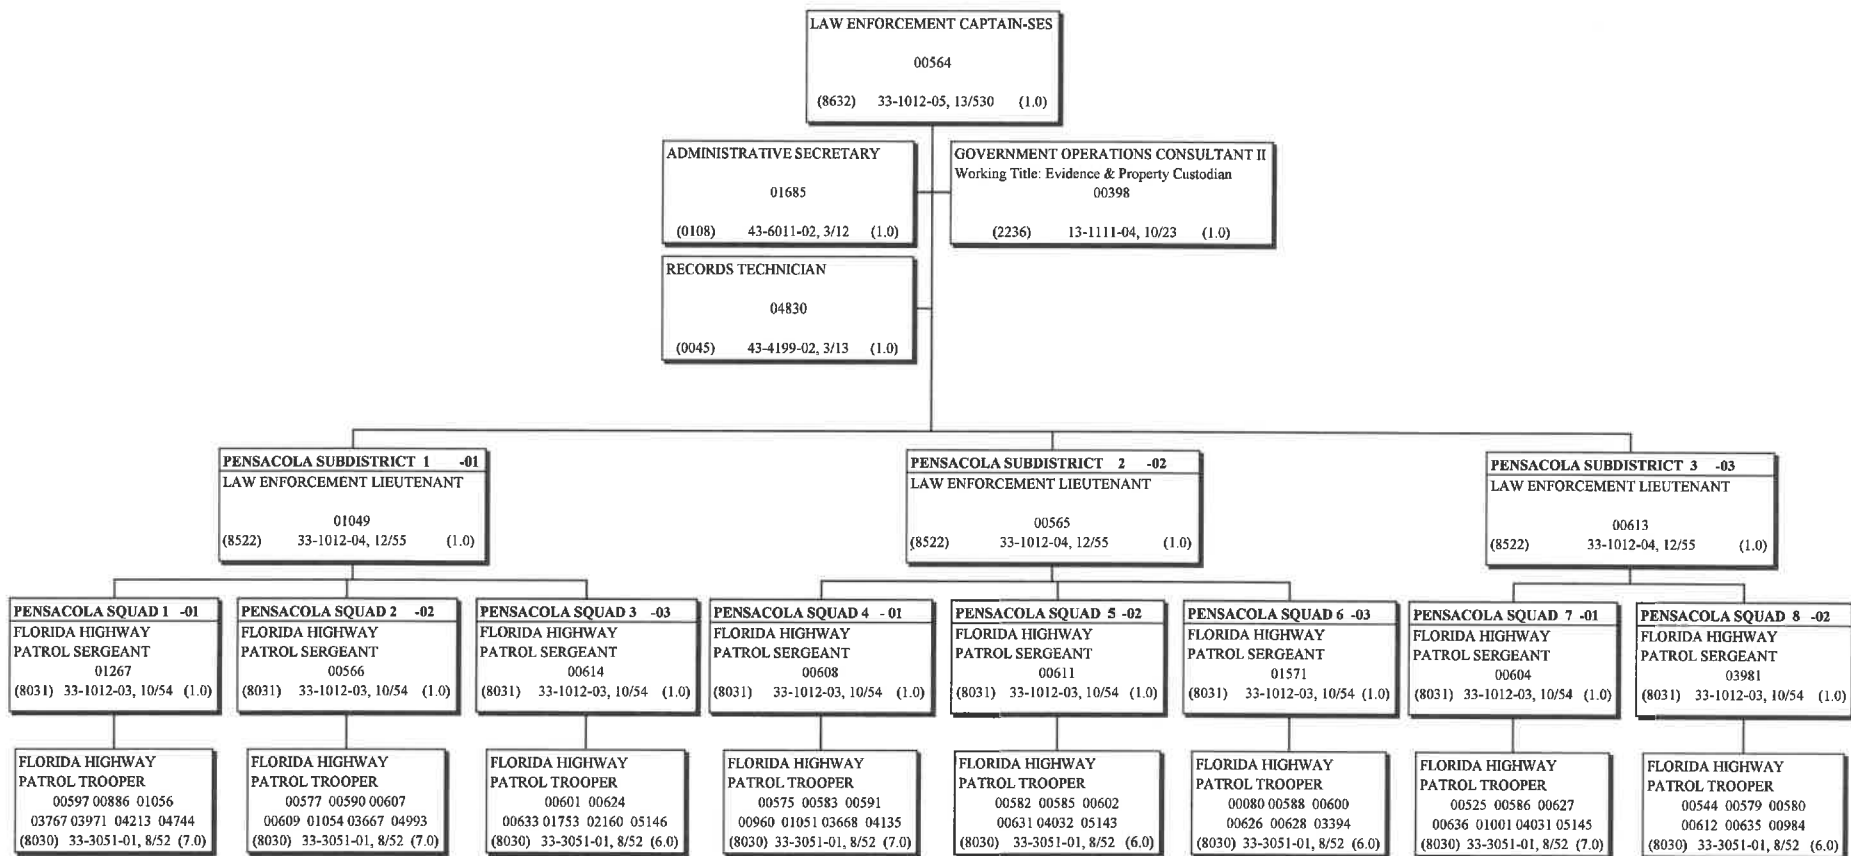 LAW ENFORCEMENT CAPTAIN-SES
00564
(8632) 33-1012-05, 13/530 (1.0)
ADMINISTRATIVE SECRETARY
01685
(0108) 43-6011-02, 3/12 (1.0)
GOVERNMENT OPERATIONS CONSULTANT II
Working Title: Evidence & Property Custodian
00398
(2236) 13-1111-04, 10/23 (1.0)
RECORDS TECHNICIAN
04830
(0045) 43-4199-02, 3/13 (1.0)
PENSACOLA SUBDISTRICT 1 -01
LAW ENFORCEMENT LIEUTENANT
01049
(8522) 33-1012-04, 12/55 (1.0)
PENSACOLA SUBDISTRICT 2 -02
LAW ENFORCEMENT LIEUTENANT
00565
(8522) 33-1012-04, 12/55 (1.0)
PENSACOLA SUBDISTRICT 3 -03
LAW ENFORCEMENT LIEUTENANT
00613
(8522) 33-1012-04, 12/55 (1.0)
PENSACOLA SQUAD 1 -01
FLORIDA HIGHWAY
PATROL SERGEANT
01267
(8031) 33-1012-03, 10/54 (1.0)
PENSACOLA SQUAD 2 -02
FLORIDA HIGHWAY
PATROL SERGEANT
00566
(8031) 33-1012-03, 10/54 (1.0)
PENSACOLA SQUAD 3 -03
FLORIDA HIGHWAY
PATROL SERGEANT
00614
(8031) 33-1012-03, 10/54 (1.0)
PENSACOLA SQUAD 4 - 01
FLORIDA HIGHWAY
PATROL SERGEANT
00608
(8031) 33-1012-03, 10/54 (1.0)
PENSACOLA SQUAD 5 -02
FLORIDA HIGHWAY
PATROL SERGEANT
00611
(8031) 33-1012-03, 10/54 (1.0)
PENSACOLA SQUAD 6 -03
FLORIDA HIGHWAY
PATROL SERGEANT
01571
(8031) 33-1012-03, 10/54 (1.0)
PENSACOLA SQUAD 7 -01
FLORIDA HIGHWAY
PATROL SERGEANT
00604
(8031) 33-1012-03, 10/54 (1.0)
PENSACOLA SQUAD 8 -02
FLORIDA HIGHWAY
PATROL SERGEANT
03981
(8031) 33-1012-03, 10/54 (1.0)
FLORIDA HIGHWAY
PATROL TROOPER
00597 00886 01056
03767 03971 04213 04744
(8030) 33-3051-01, 8/52 (7.0)
FLORIDA HIGHWAY
PATROL TROOPER
00577 00590 00607
00609 01054 03667 04993
(8030) 33-3051-01, 8/52 (7.0)
FLORIDA HIGHWAY
PATROL TROOPER
00601 00624
00633 01753 02160 05146
(8030) 33-3051-01, 8/52 (6.0)
FLORIDA HIGHWAY
PATROL TROOPER
00575 00583 00591
00960 01051 03668 04135
(8030) 33-3051-01, 8/52 (7.0)
FLORIDA HIGHWAY
PATROL TROOPER
00582 00585 00602
00631 04032 05143
(8030) 33-3051-01, 8/52 (6.0)
FLORIDA HIGHWAY
PATROL TROOPER
00080 00588 00600
00626 00628 03394
(8030) 33-3051-01, 8/52 (6.0)
FLORIDA HIGHWAY
PATROL TROOPER
00525 00586 00627
00636 01001 04031 05145
(8030) 33-3051-01, 8/52 (7.0)
FLORIDA HIGHWAY
PATROL TROOPER
00544 00579 00580
00612 00635 00984
(8030) 33-3051-01, 8/52 (6.0)